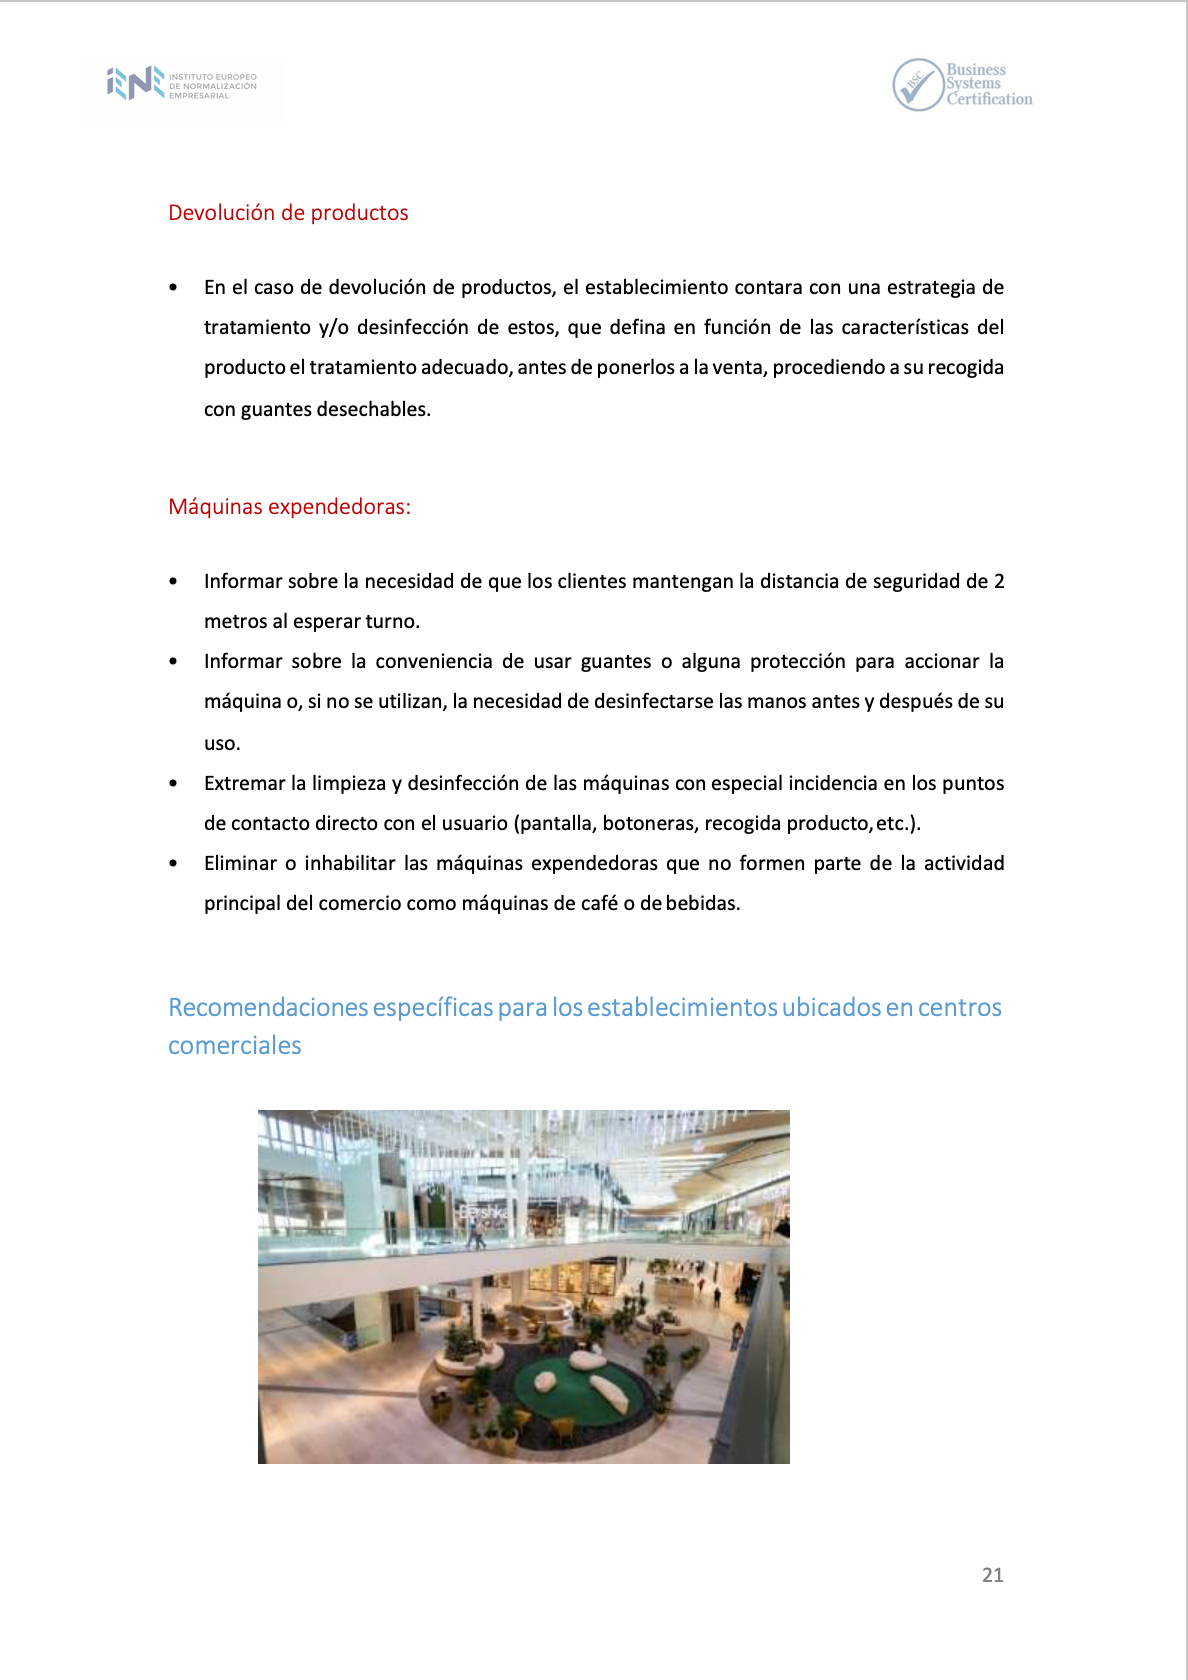 INSTITUTO EUROPEO
DE NORMALIZACIÓN
EMPRESARIAL
BSC
Business
Systems
Certification
Devolución de productos
• En el caso de devolución de productos, el establecimiento contara con una estrategia de
tratamiento y/o desinfección de estos, que defina en función de las características del
producto el tratamiento adecuado, antes de ponerlos a la venta, procediendo a su recogida
con guantes desechables.
Máquinas expendedoras:
• Informar sobre la necesidad de que los clientes mantengan la distancia de seguridad de 2
metros al esperar turno.
• Informar sobre la conveniencia de usar guantes o alguna protección para accionar la
máquina o, si no se utilizan, la necesidad de desinfectarse las manos antes y después de su
uso.
• Extremar la limpieza y desinfección de las máquinas con especial incidencia en los puntos
de contacto directo con el usuario (pantalla, botoneras, recogida producto, etc.).
• Eliminar o inhabilitar las máquinas expendedoras que no formen parte de la actividad
principal del comercio como máquinas de café o de bebidas.
Recomendaciones específicas para los establecimientos ubicados en centros
comerciales
Bershka
21